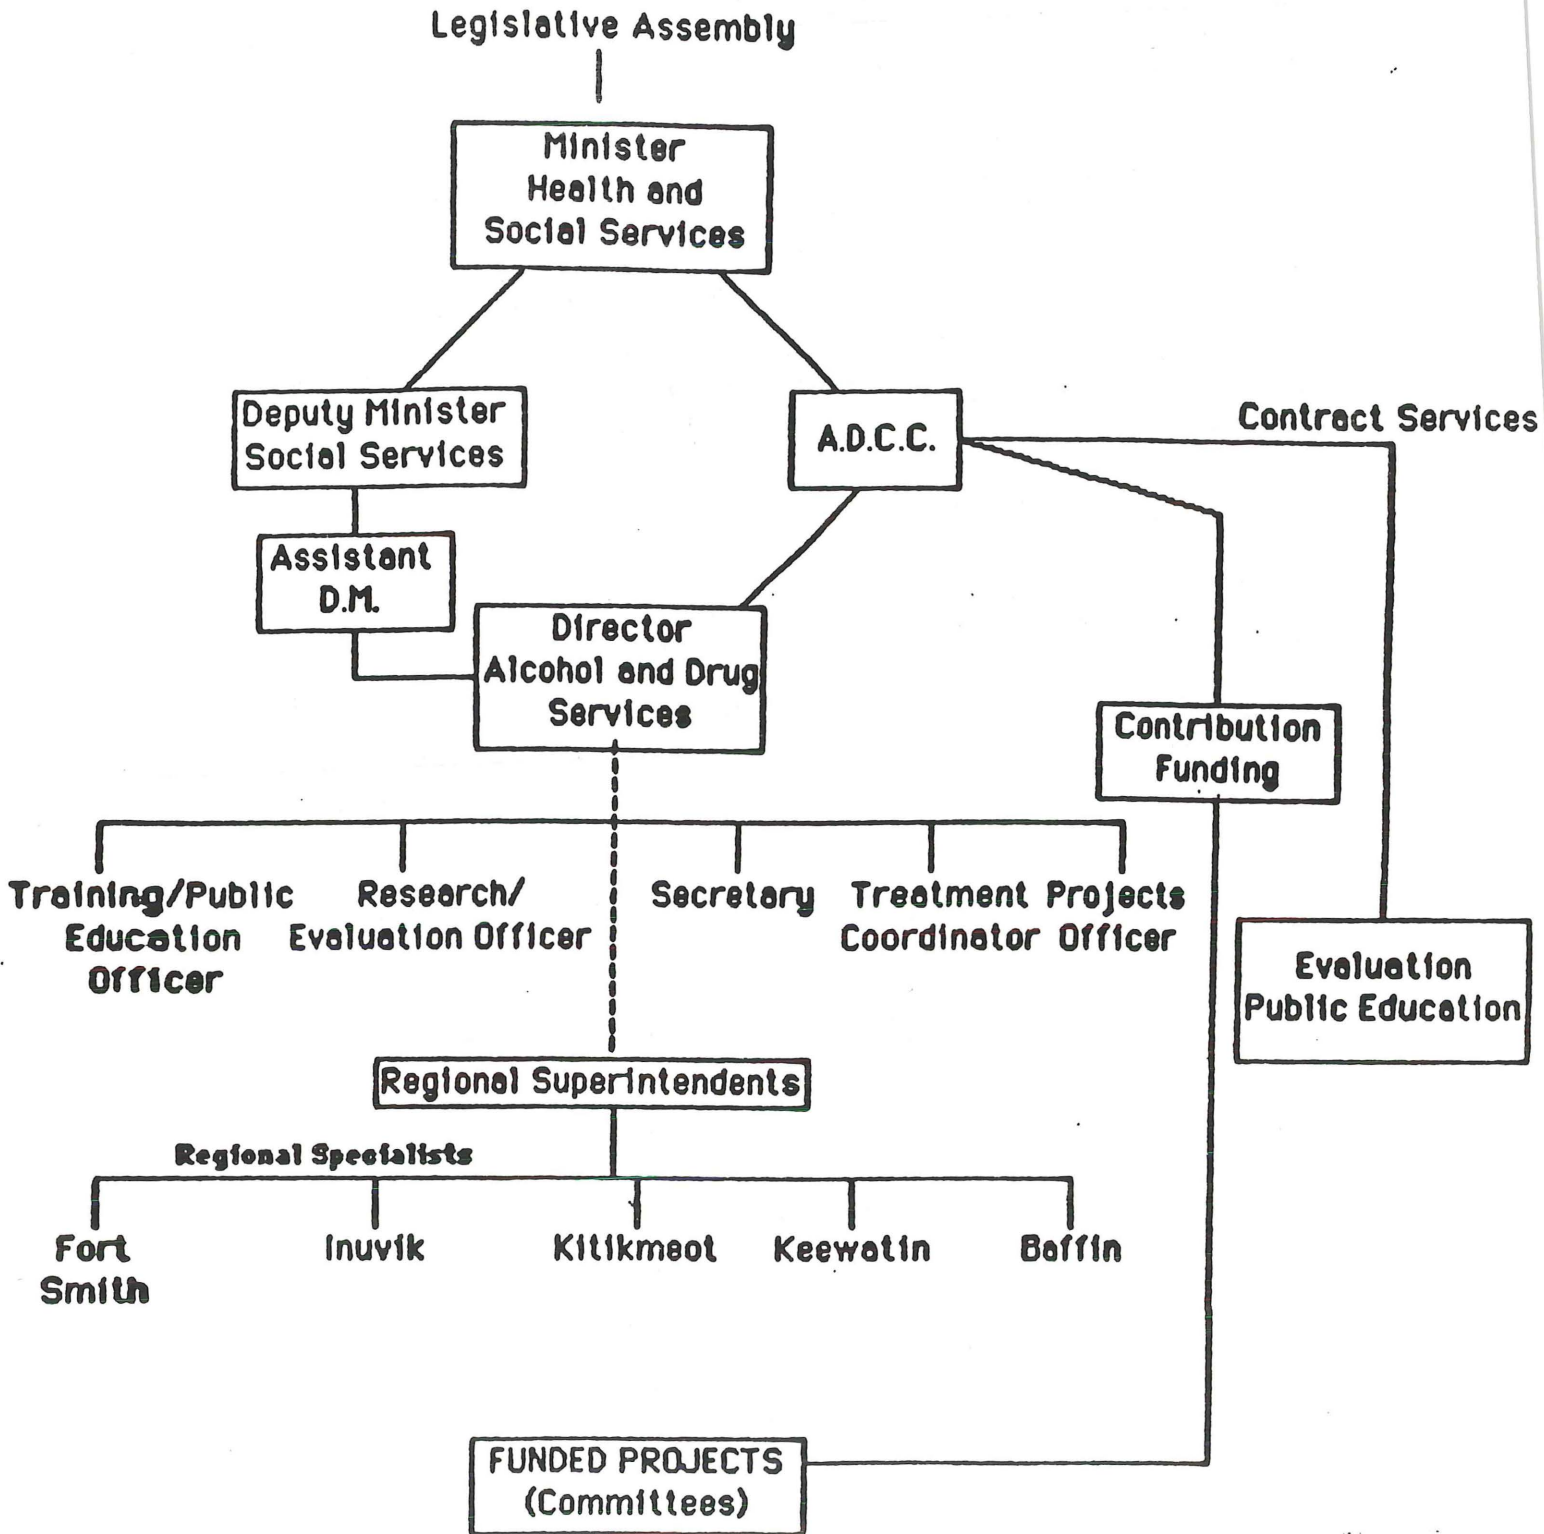 Legislative Assembly
Minister
Health and
Social Services
Deputy Minister
Social Services
A.D.C.C.
Contract Services
Assistant
D.M.
Director
Alcohol and Drug
Services
Contribution
Funding
Training/Public
Education
Officer
Research/
Evaluation Officer
Secretary
Treatment
Coordinator
Projects
Officer
Evaluation
Public Education
Regional Superintendents
Regional Specialists
Fort
Smith
Inuvik
Kitikmeot
Keewatin
Baffin
FUNDED PROJECTS
(Committees)